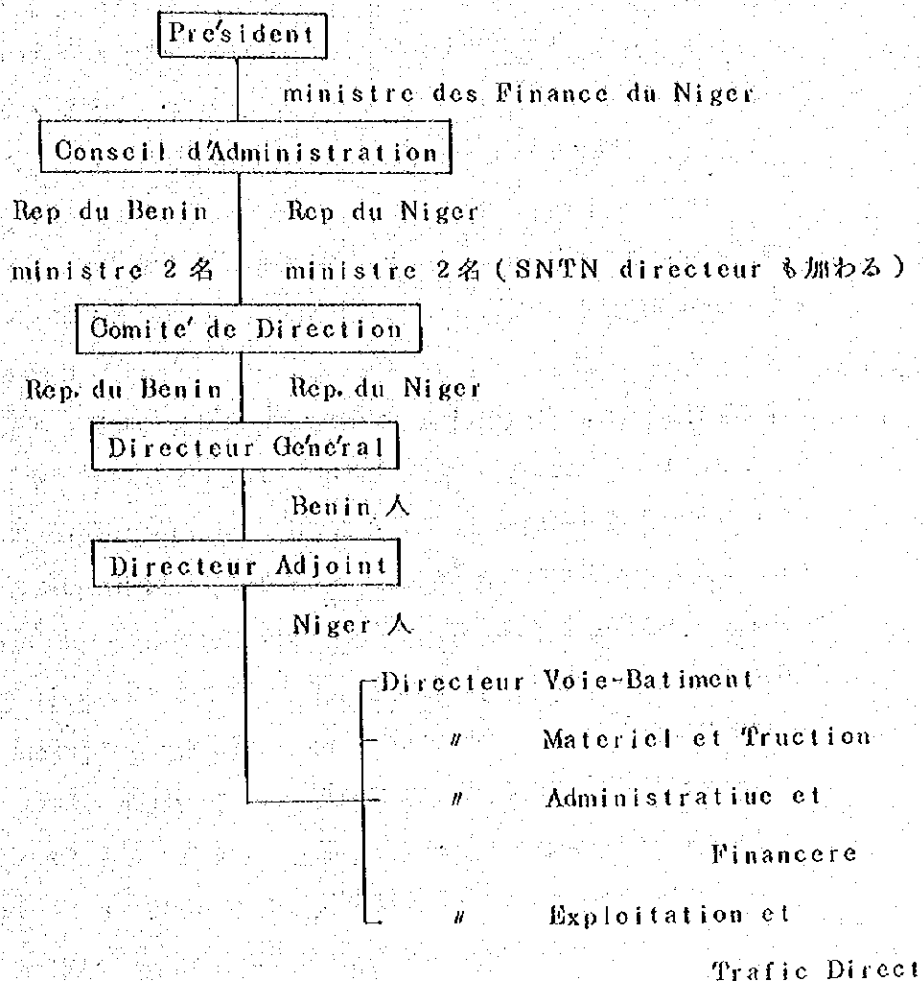 Pre'sident
ministre des Finance du Niger
Conseil d'Administration
Rep du Benin Rep du Niger
ministre 2名 ministre 2名(SNTN directeur も加わる)
Comite' de Direction
Rep. du Benin Rep. du Niger
Directeur Ge'ne'ral
Benin 人
Directeur Adjoint
Niger 人
Directeur Voie-Batiment
〃 Materiel et Truction
〃 Administratiue et
Financere
〃 Exploitation et
Trafic Direct